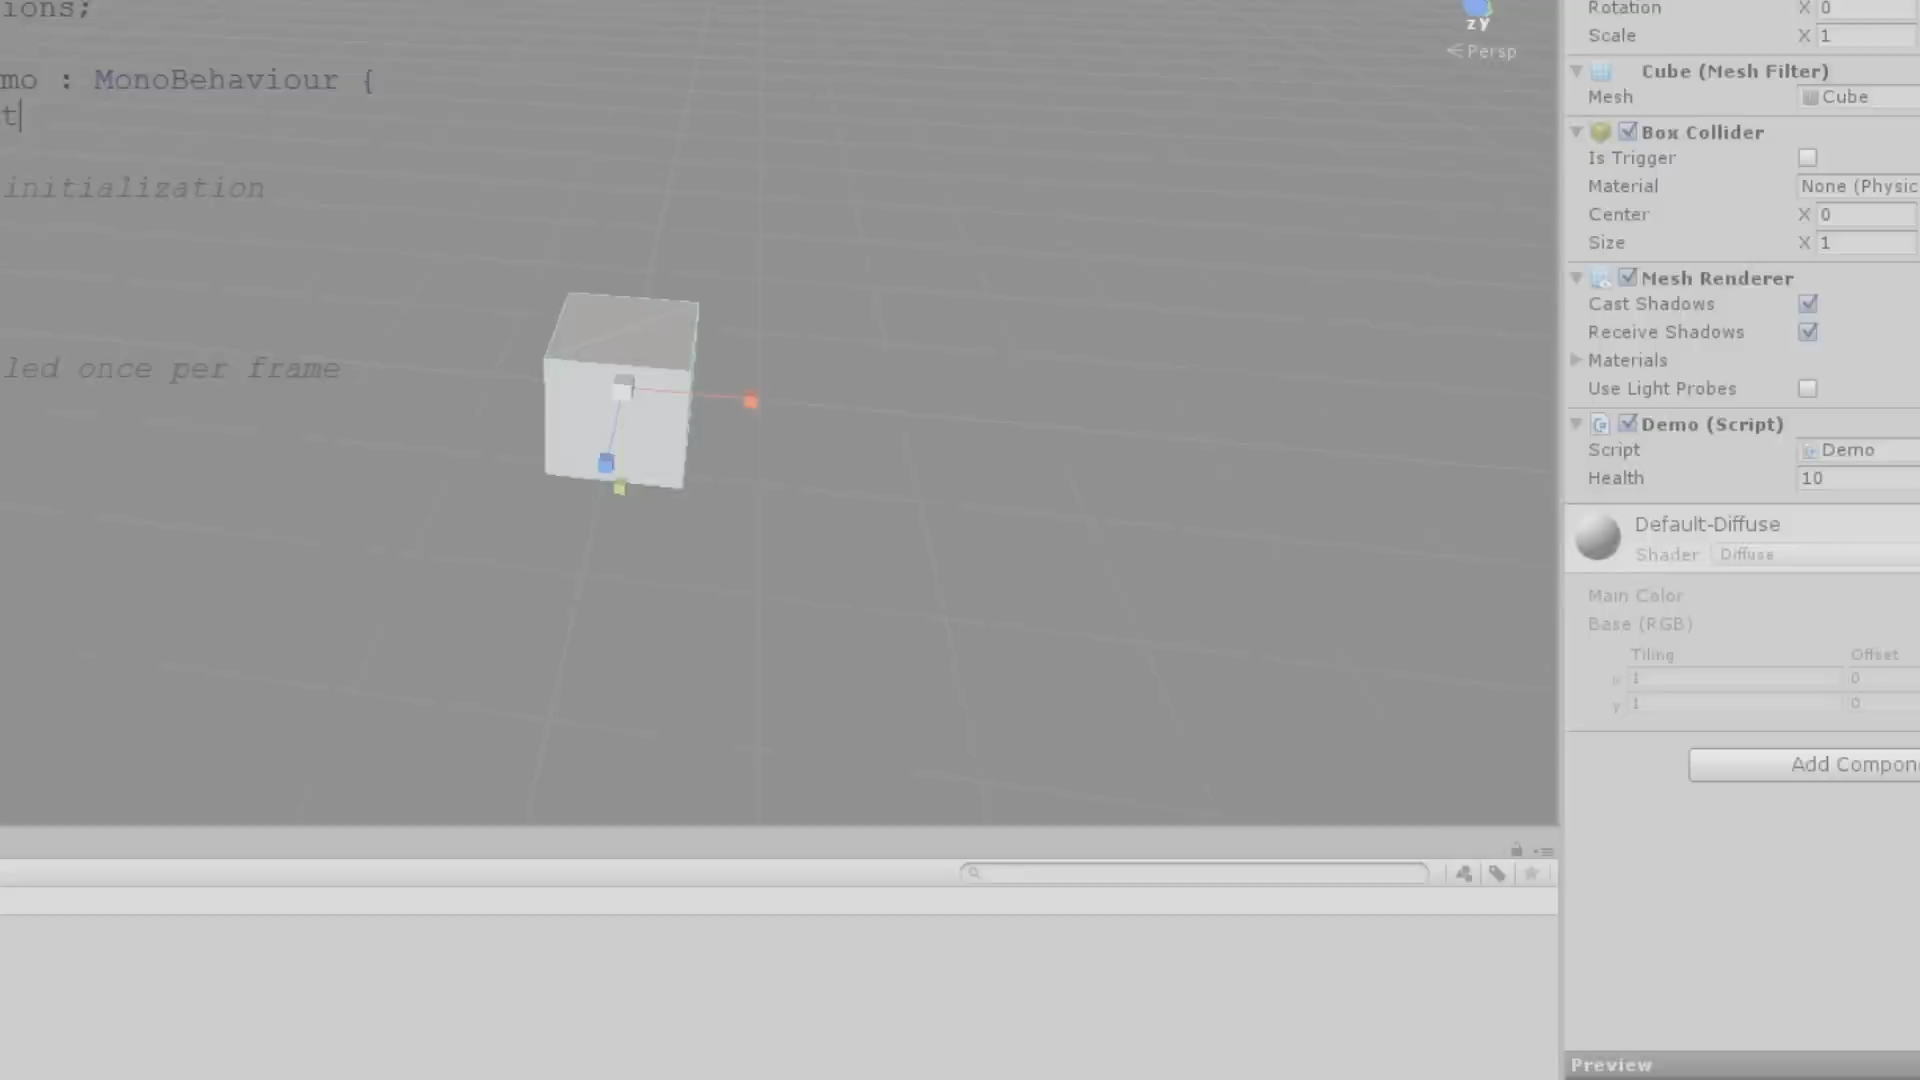 ions;
mo : MonoBehaviour {
t
initialization
led once per frame
z y
Persp
Rotation X 0
Scale X 1
Cube (Mesh Filter)
Mesh Cube
Box Collider
Is Trigger
Material None (Physic
Center X 0
Size X 1
Mesh Renderer
Cast Shadows
Receive Shadows
Materials
Use Light Probes
Demo (Script)
Script Demo
Health 10
Default-Diffuse
Shader Diffuse
Main Color
Base (RGB)
Tiling Offset
x 1 0
y 1 0
Add Compon
Preview